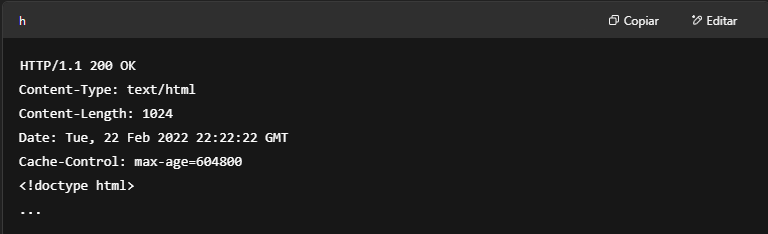 h
Copiar
Editar
HTTP/1.1 200 OK
Content-Type: text/html
Content-Length: 1024
Date: Tue, 22 Feb 2022 22:22:22 GMT
Cache-Control: max-age=604800
<!doctype html>
...